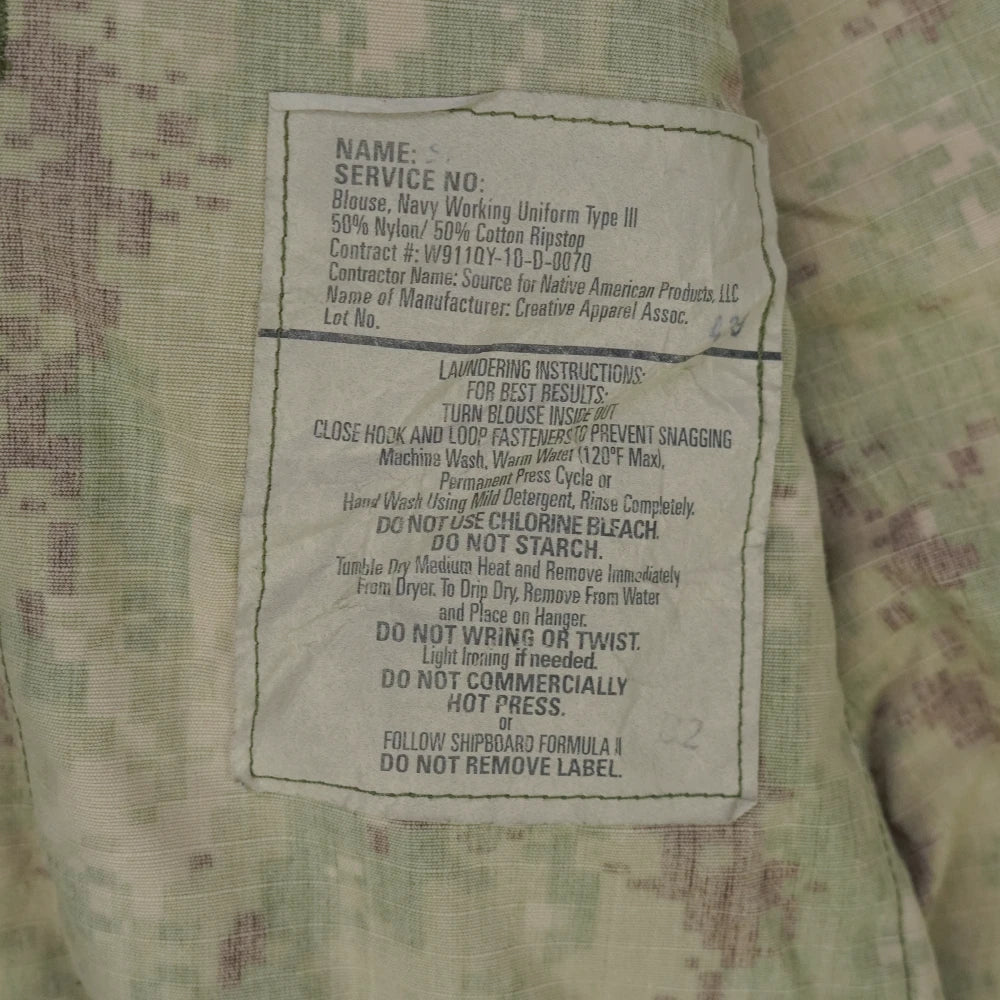 NAME:
SERVICE NO:
Blouse, Navy Working Uniform Type III
50% Nylon/ 50% Cotton Ripstop
Contract #: W911QY-10-D-0070
Contractor Name: Source for Native American Products, LLC
Name of Manufacturer: Creative Apparel Assoc.
Lot No.
LAUNDERING INSTRUCTIONS:
FOR BEST RESULTS:
TURN BLOUSE INSIDE OUT
CLOSE HOOK AND LOOP FASTENERS TO PREVENT SNAGGING
Machine Wash, Warm Water (120°F Max),
Permanent Press Cycle or
Hand Wash Using Mild Detergent, Rinse Completely.
DO NOT USE CHLORINE BLEACH.
DO NOT STARCH.
Tumble Dry Medium Heat and Remove Immediately
From Dryer. To Drip Dry, Remove From Water
and Place on Hanger.
DO NOT WRING OR TWIST.
Light Ironing if needed.
DO NOT COMMERCIALLY
HOT PRESS.
or
FOLLOW SHIPBOARD FORMULA II
DO NOT REMOVE LABEL.